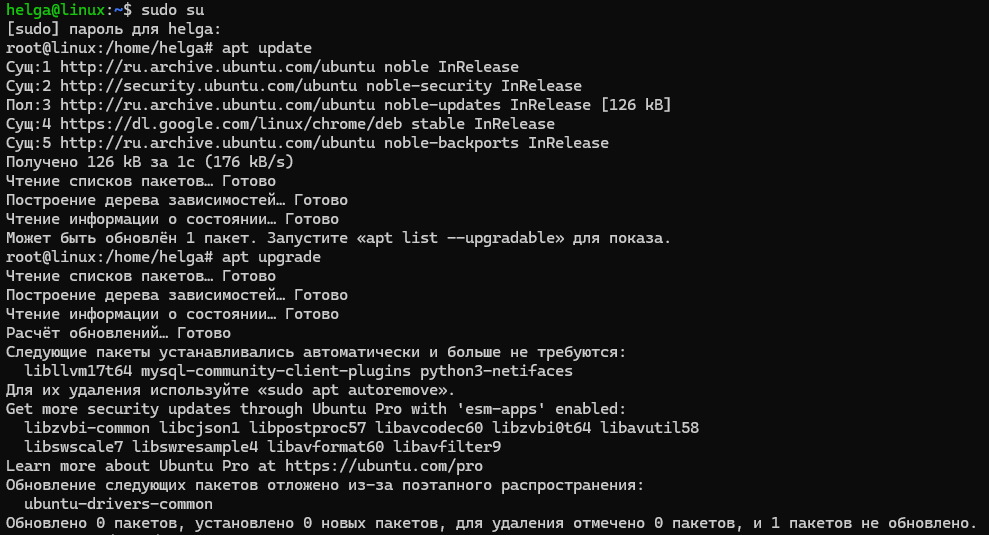 helga@linux:~$ sudo su
[sudo] пароль для helga:
root@linux:/home/helga# apt update
Сущ:1 http://ru.archive.ubuntu.com/ubuntu noble InRelease
Сущ:2 http://security.ubuntu.com/ubuntu noble-security InRelease
Пол:3 http://ru.archive.ubuntu.com/ubuntu noble-updates InRelease [126 kB]
Сущ:4 https://dl.google.com/linux/chrome/deb stable InRelease
Сущ:5 http://ru.archive.ubuntu.com/ubuntu noble-backports InRelease
Получено 126 kB за 1с (176 kB/s)
Чтение списков пакетов… Готово
Построение дерева зависимостей… Готово
Чтение информации о состоянии… Готово
Может быть обновлён 1 пакет. Запустите «apt list --upgradable» для показа.
root@linux:/home/helga# apt upgrade
Чтение списков пакетов… Готово
Построение дерева зависимостей… Готово
Чтение информации о состоянии… Готово
Расчёт обновлений… Готово
Следующие пакеты устанавливались автоматически и больше не требуются:
  libllvm17t64 mysql-community-client-plugins python3-netifaces
Для их удаления используйте «sudo apt autoremove».
Get more security updates through Ubuntu Pro with 'esm-apps' enabled:
  libzvbi-common libcjson1 libpostproc57 libavcodec60 libzvbi0t64 libavutil58
  libswscale7 libswresample4 libavformat60 libavfilter9
Learn more about Ubuntu Pro at https://ubuntu.com/pro
Обновление следующих пакетов отложено из-за поэтапного распространения:
  ubuntu-drivers-common
Обновлено 0 пакетов, установлено 0 новых пакетов, для удаления отмечено 0 пакетов, и 1 пакетов не обновлено.